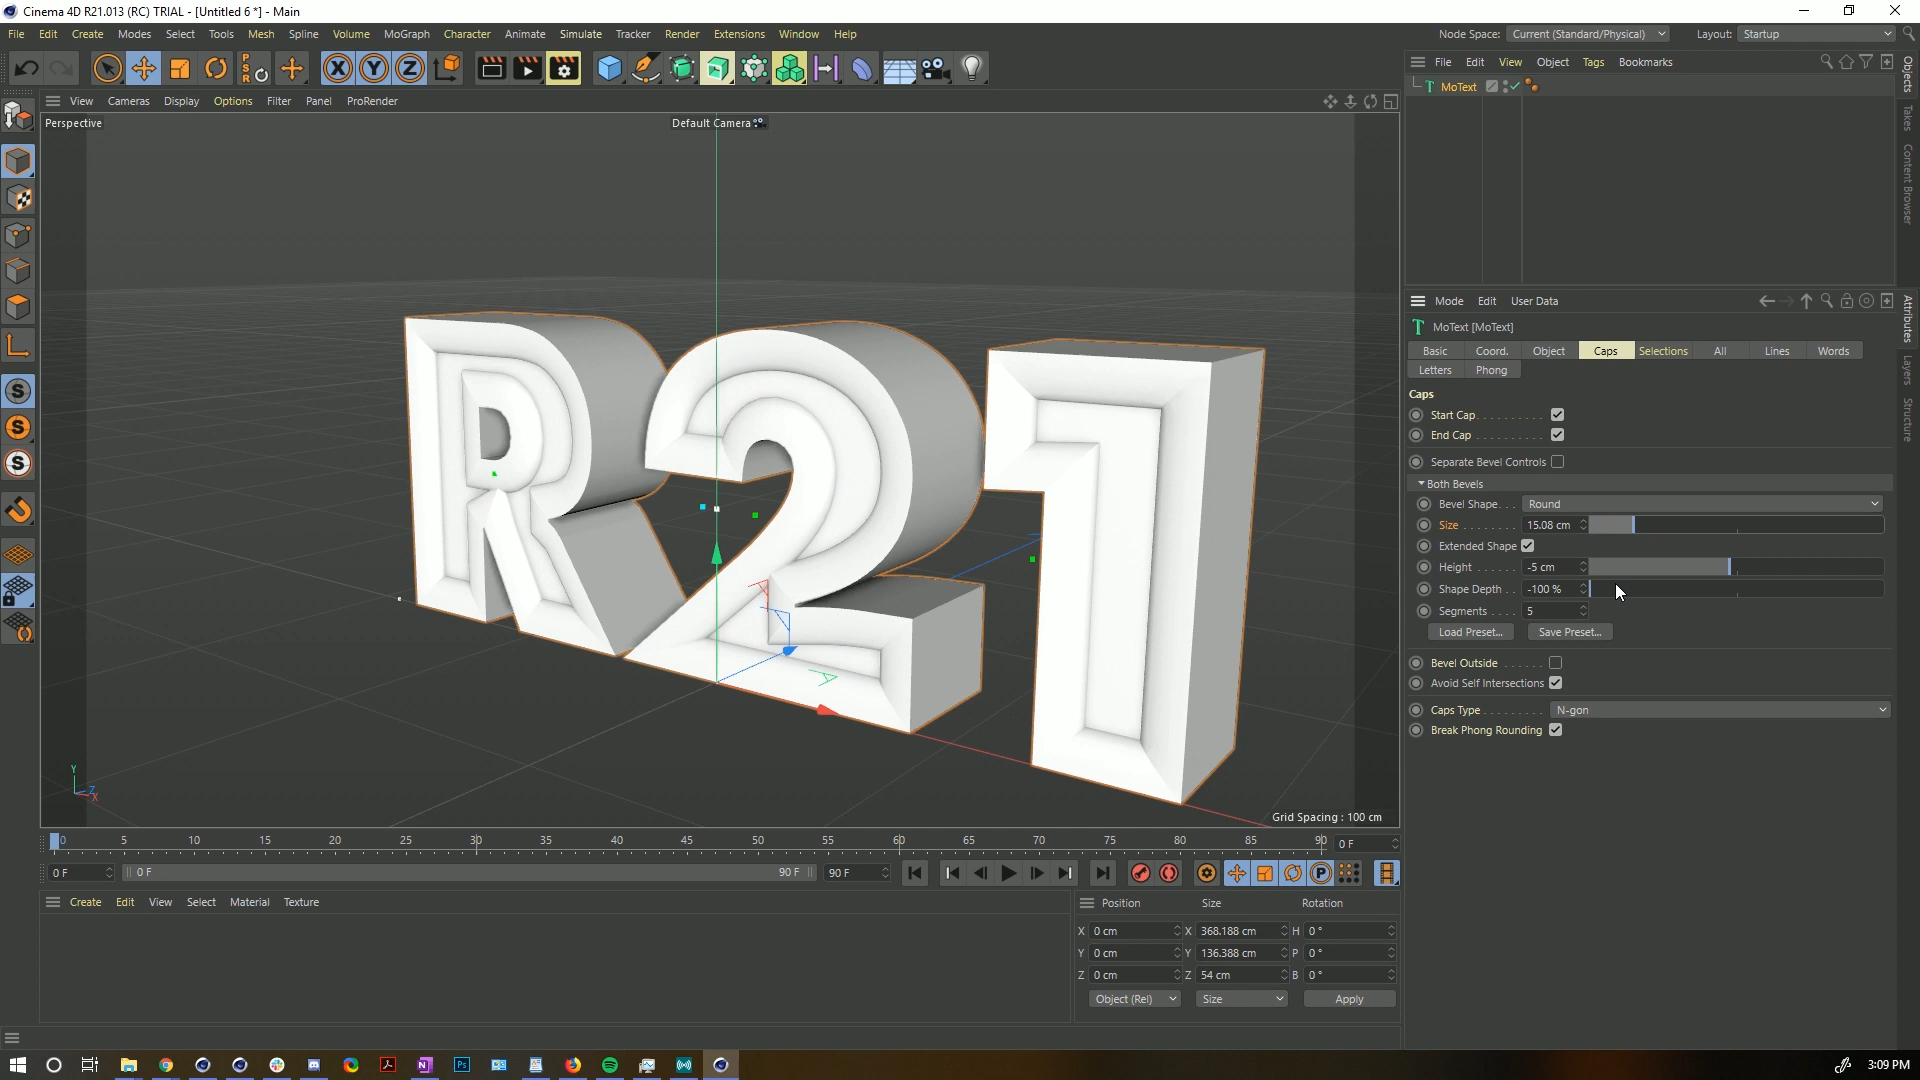 Cinema 4D R21.013 (RC) TRIAL - [Untitled 6 *] - Main
File Edit Create Modes Select Tools Mesh Spline Volume MoGraph Character Animate Simulate Tracker Render Extensions Window Help
Node Space: Current (Standard/Physical) Layout: Startup
X Y Z
PSR
File Edit View Object Tags Bookmarks
MoText
View Cameras Display Options Filter Panel ProRender
Perspective
Default Camera
R21
Grid Spacing : 100 cm
Y
Z
X
Objects
Takes
Content Browser
Attributes
Layers
Structure
Mode Edit User Data
MoText [MoText]
Basic Coord. Object Caps Selections All Lines Words
Letters Phong
Caps
Start Cap
End Cap
Separate Bevel Controls
Both Bevels
Bevel Shape Round
Size 15.08 cm
Extended Shape
Height -5 cm
Shape Depth -100 %
Segments 5
Load Preset... Save Preset...
Bevel Outside
Avoid Self Intersections
Caps Type N-gon
Break Phong Rounding
0 5 10 15 20 25 30 35 40 45 50 55 60 65 70 75 80 85 90 0 F
0 F 0 F 90 F 90 F
Create Edit View Select Material Texture
Position Size Rotation
X 0 cm X 368.188 cm H 0 °
Y 0 cm Y 136.388 cm P 0 °
Z 0 cm Z 54 cm B 0 °
Object (Rel) Size Apply
3:09 PM